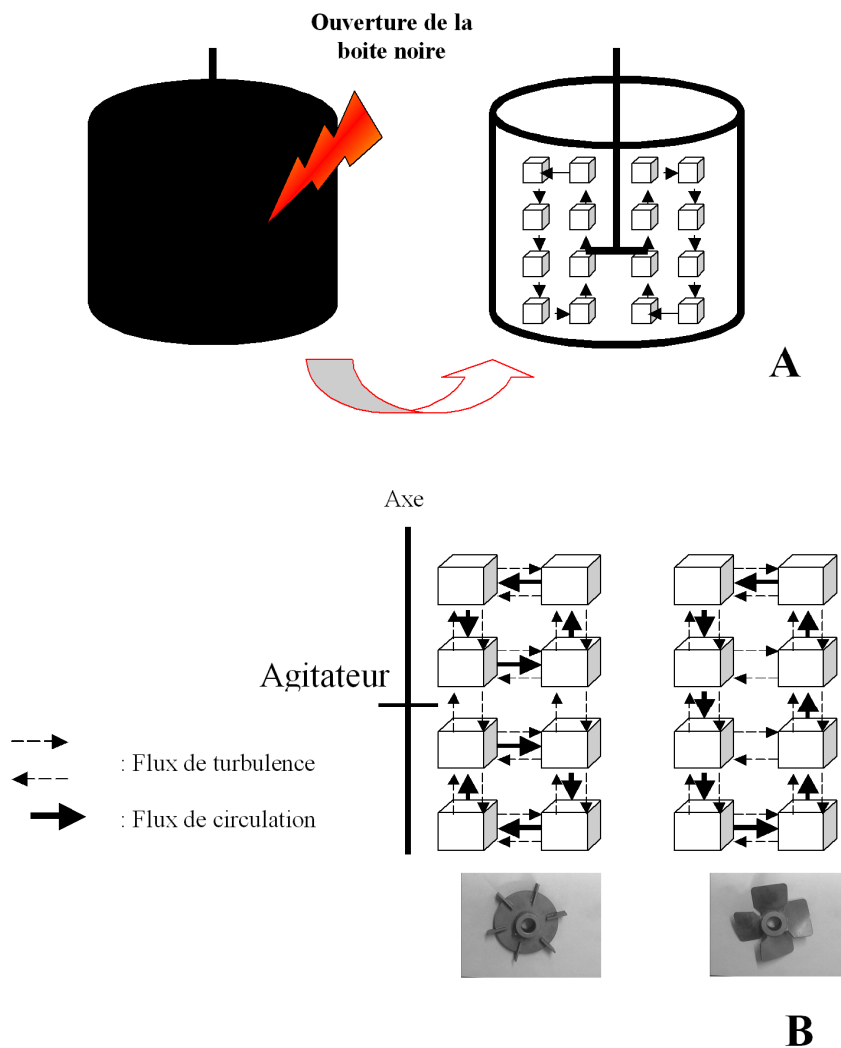 Ouverture de la
boite noire
A
Axe
Agitateur
: Flux de turbulence
: Flux de circulation
B